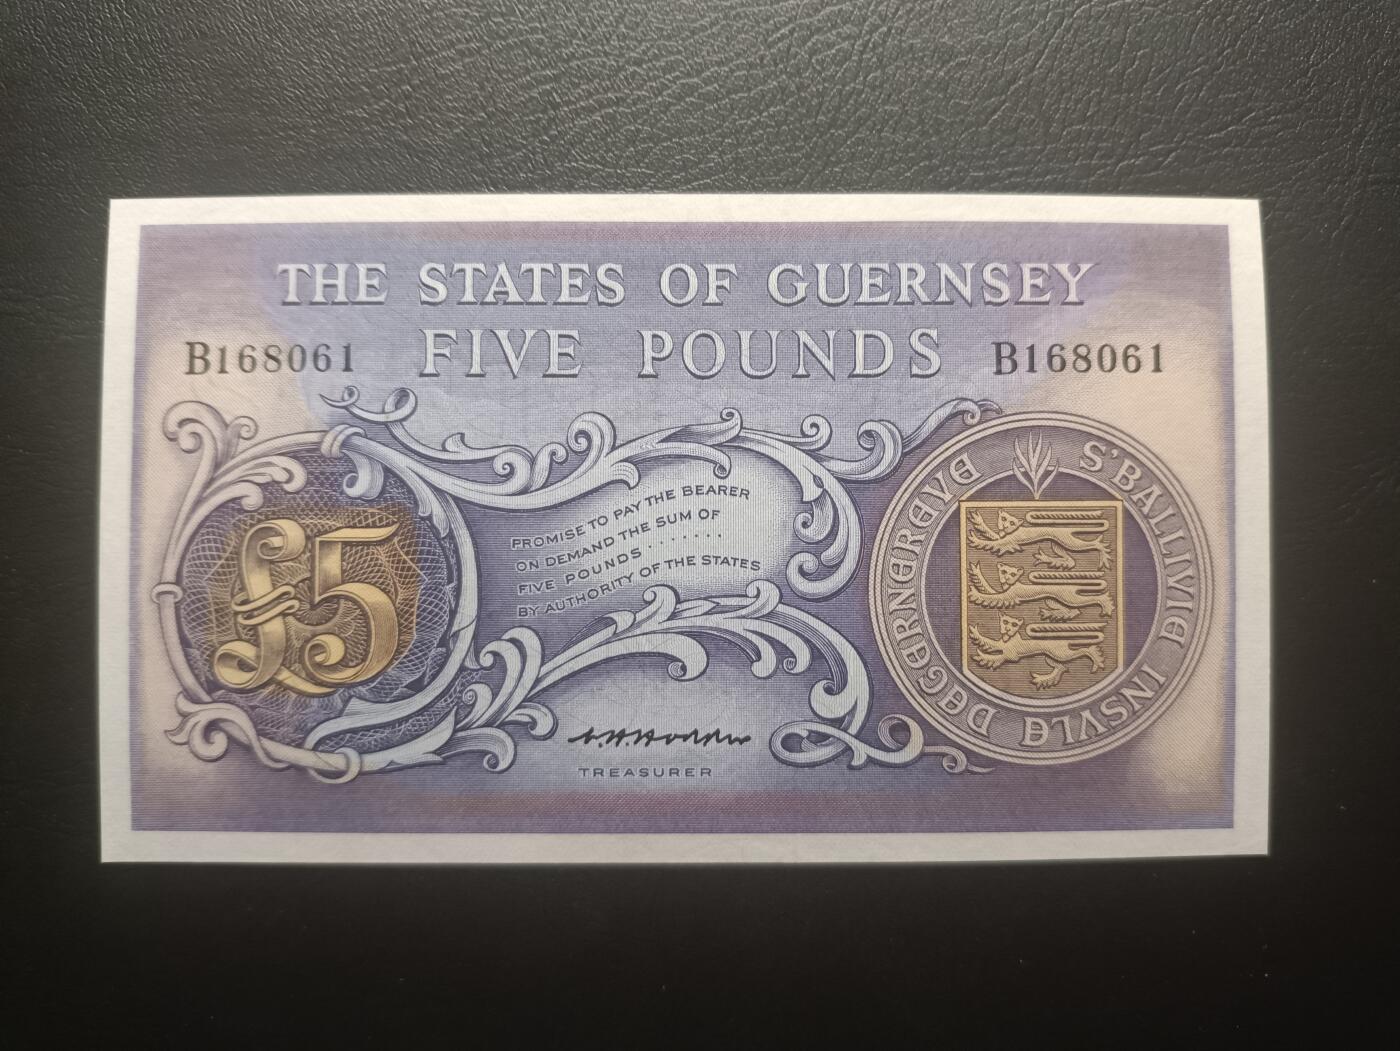 THE STATES OF GUERNSEY
B168061 FIVE POUNDS B168061
PROMISE TO PAY THE BEARER
ON DEMAND THE SUM OF
FIVE POUNDS . . . . . . .
BY AUTHORITY OF THE STATES
£5
S'BALLIVIE INSVLE DEGERNEREYE
TREASURER